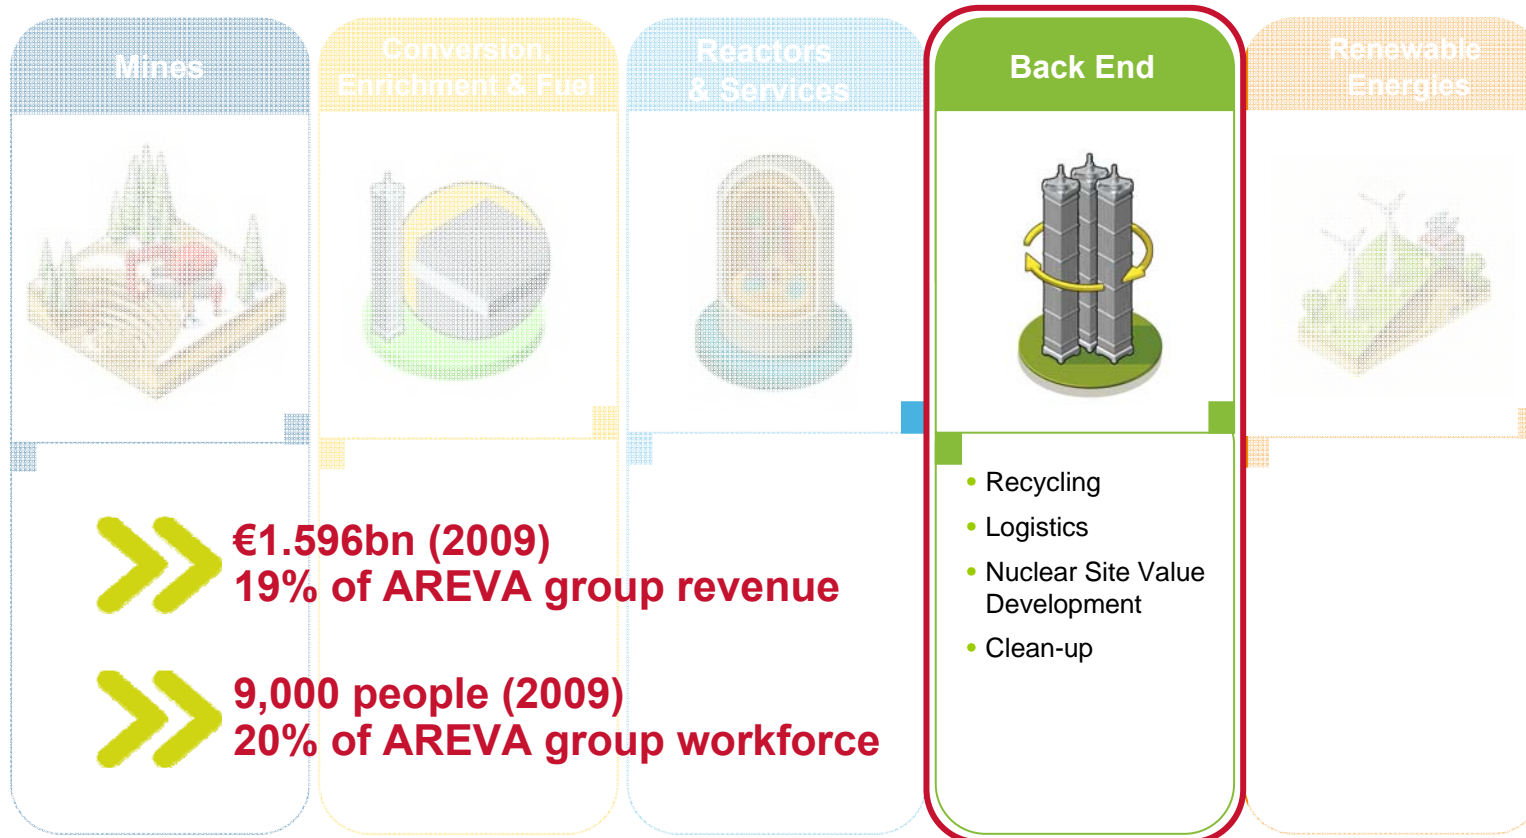 Mines
Conversion
Enrichment & Fuel
Reactors
& Services
Back End
Renewable
Energies
• Recycling
• Logistics
• Nuclear Site Value
Development
• Clean-up
€1.596bn (2009)
19% of AREVA group revenue
9,000 people (2009)
20% of AREVA group workforce